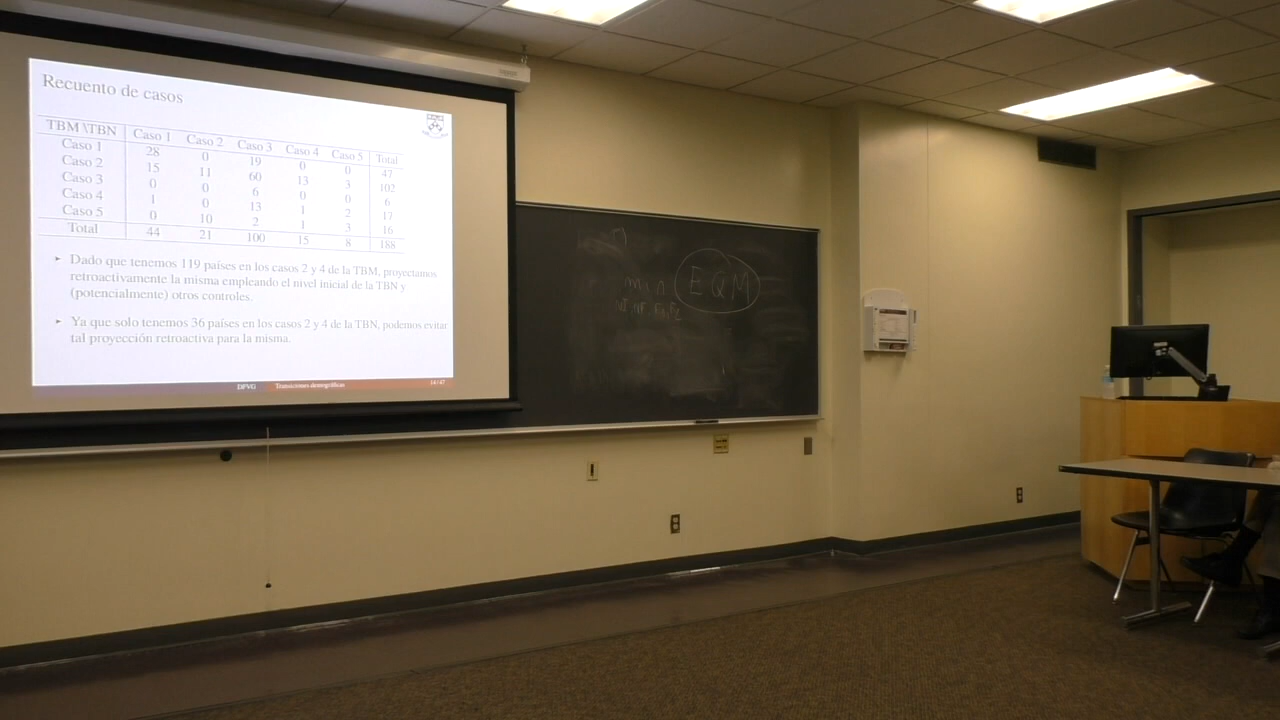 Recuento de casos
TBM\TBN Caso 1 Caso 2 Caso 3 Caso 4 Caso 5 Total
Caso 1 28 0 19 0 0 47
Caso 2 15 11 60 13 3 102
Caso 3 0 0 6 0 0 6
Caso 4 1 0 13 1 2 17
Caso 5 0 10 2 1 3 16
Total 44 21 100 15 8 188
▸ Dado que tenemos 119 países en los casos 2 y 4 de la TBM, proyectamos
retroactivamente la misma empleando el nivel inicial de la TBN y
(potencialmente) otros controles.
▸ Ya que solo tenemos 36 países en los casos 2 y 4 de la TBN, podemos evitar
tal proyección retroactiva para la misma.
DFVG Transiciones demográficas 14 / 47
min EQM